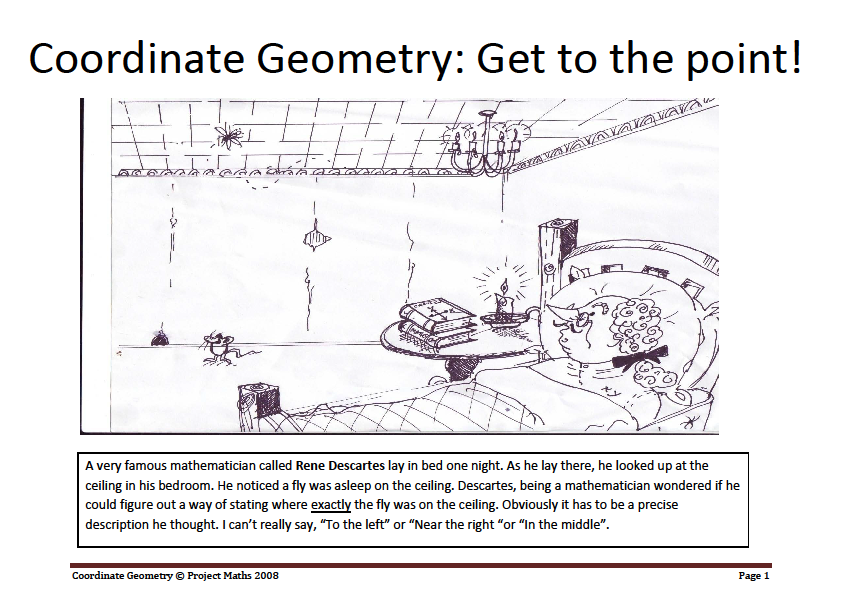 Coordinate Geometry: Get to the point!
A very famous mathematician called Rene Descartes lay in bed one night. As he lay there, he looked up at the
ceiling in his bedroom. He noticed a fly was asleep on the ceiling. Descartes, being a mathematician wondered if he
could figure out a way of stating where exactly the fly was on the ceiling. Obviously it has to be a precise
description he thought. I can’t really say, “To the left” or “Near the right “or “In the middle”.
Coordinate Geometry © Project Maths 2008 Page 1